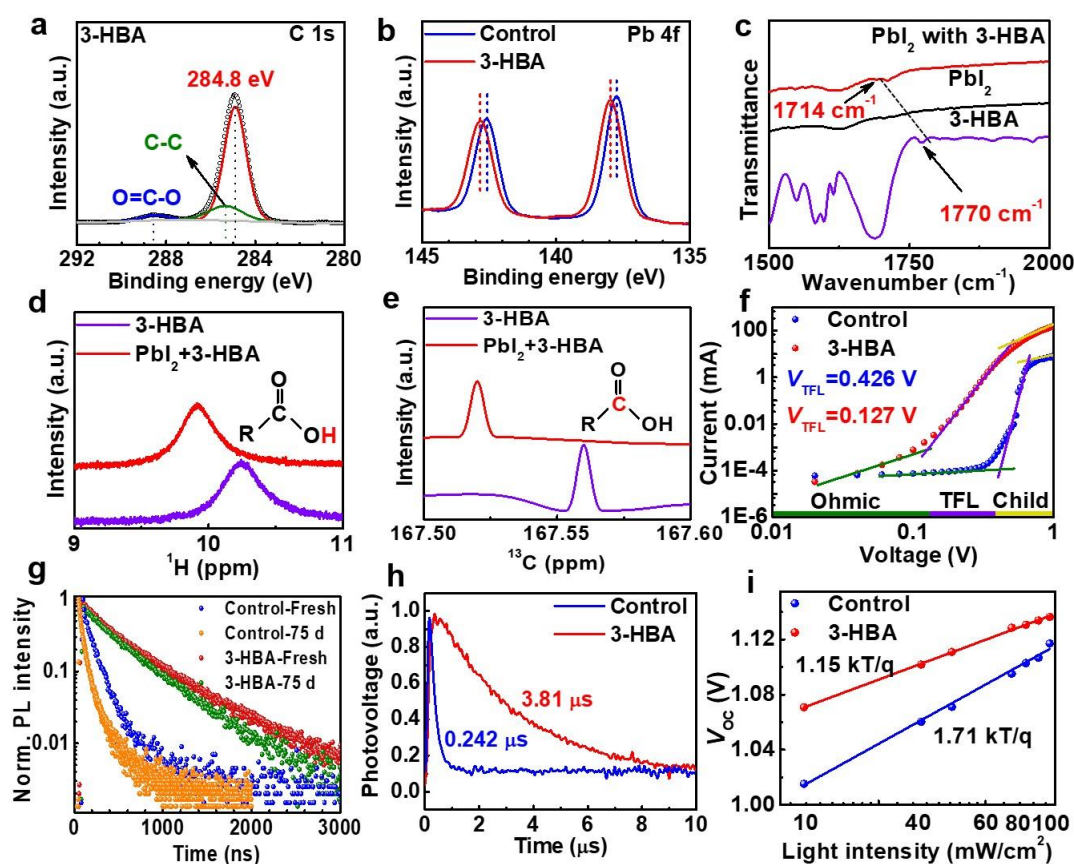 a
3-HBA
C 1s
284.8 eV
C-C
O=C-O
Intensity (a.u.)
292 288 284 280
Binding energy (eV)
b
Control
3-HBA
Pb 4f
Intensity (a.u.)
145 140 135
Binding energy (eV)
c
PbI2 with 3-HBA
PbI2
1714 cm-1
3-HBA
1770 cm-1
Transmittance
1500 1750 2000
Wavenumber (cm-1)
d
3-HBA
PbI2+3-HBA
O
R C OH
Intensity (a.u.)
9 10 11
1H (ppm)
e
3-HBA
PbI2+3-HBA
O
R C OH
Intensity (a.u.)
167.50 167.55 167.60
13C (ppm)
f
Control
3-HBA
VTFL=0.426 V
VTFL=0.127 V
Current (mA)
100
1
0.01
1E-4
1E-6
Ohmic TFL Child
0.01 0.1 1
Voltage (V)
g
Control-Fresh
Control-75 d
3-HBA-Fresh
3-HBA-75 d
Norm. PL intensity
1
0.1
0.01
0 1000 2000 3000
Time (ns)
h
Control
3-HBA
3.81 μs
0.242 μs
Photovoltage (a.u.)
1.0
0.8
0.6
0.4
0.2
0.0
0 2 4 6 8 10
Time (μs)
i
Control
3-HBA
1.15 kT/q
1.71 kT/q
VOC (V)
1.12
1.08
1.04
1.00
10 40 80 100
Light intensity (mW/cm2)